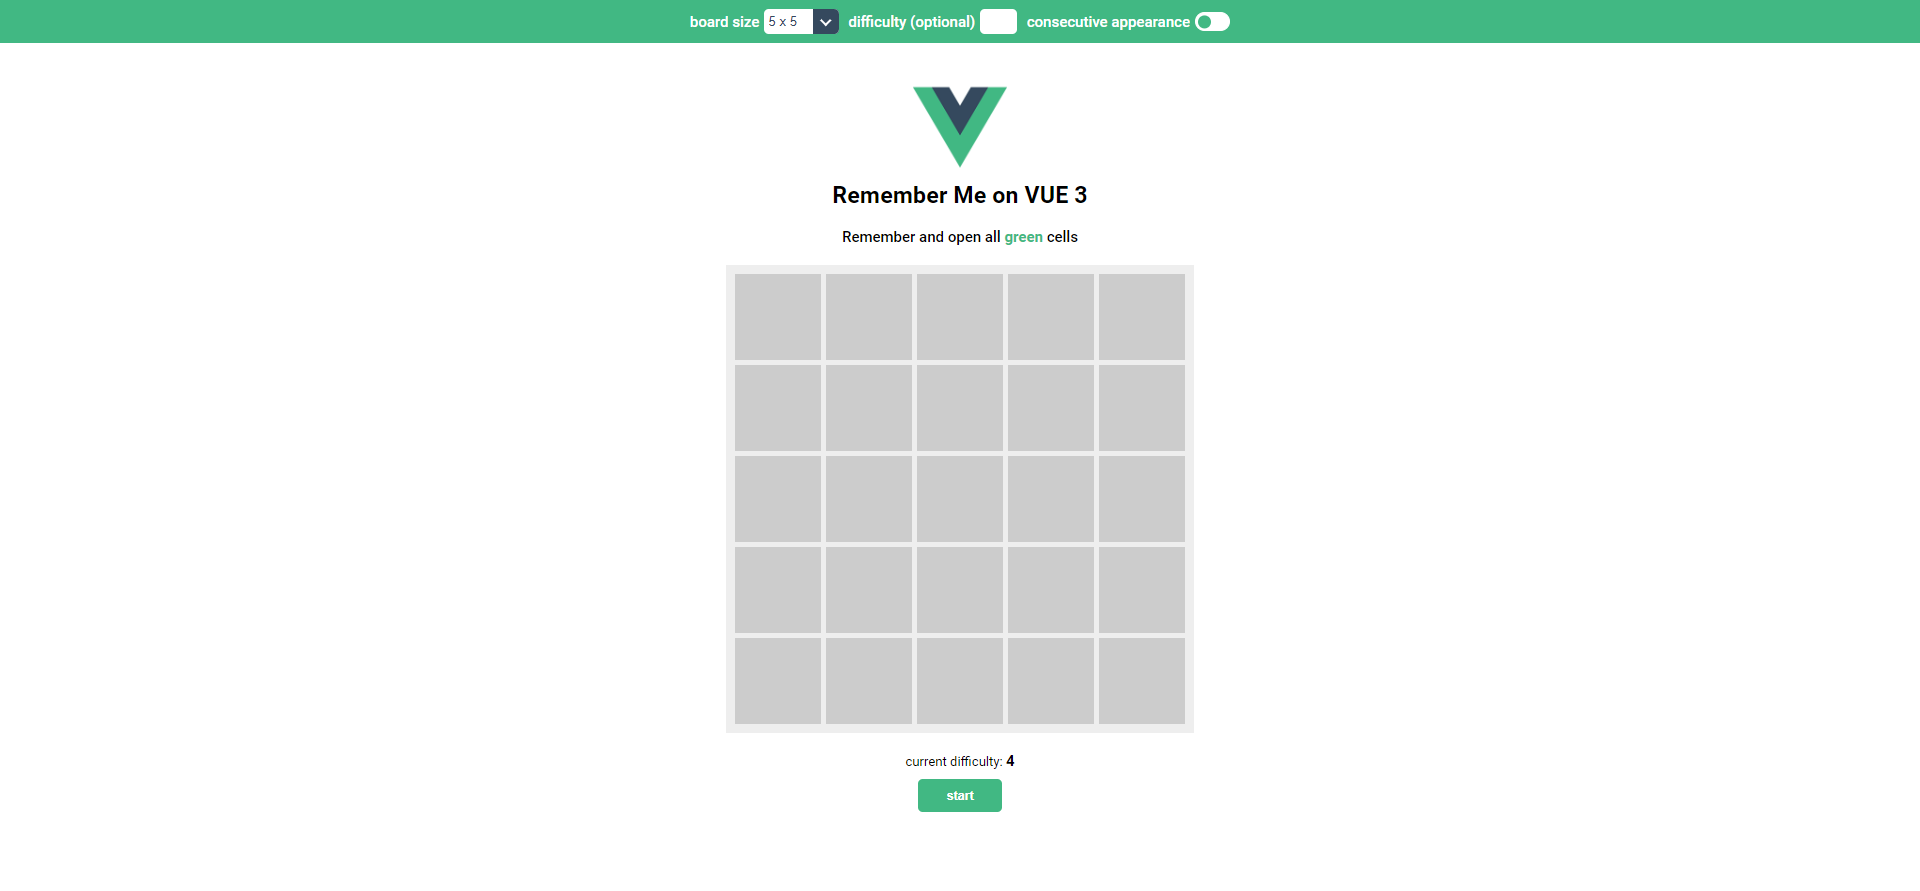 board size 5 x 5 difficulty (optional) consecutive appearance
Remember Me on VUE 3
Remember and open all green cells
current difficulty: 4
start